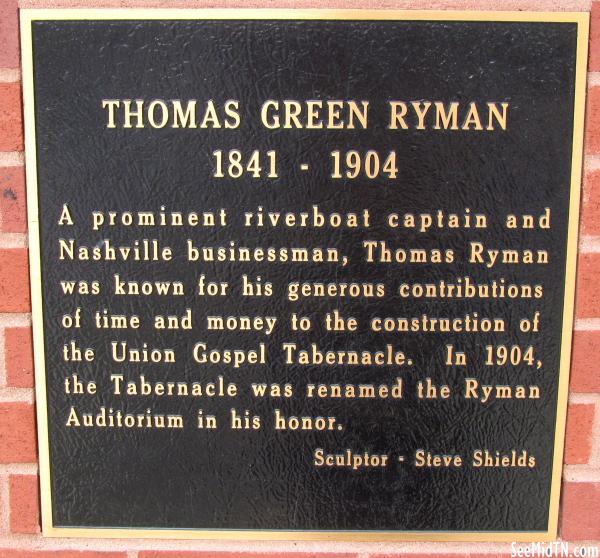 THOMAS GREEN RYMAN
1841 - 1904
A prominent riverboat captain and
Nashville businessman, Thomas Ryman
was known for his generous contributions
of time and money to the construction of
the Union Gospel Tabernacle. In 1904,
the Tabernacle was renamed the Ryman
Auditorium in his honor.
Sculptor - Steve Shields
SeeMidTN.com